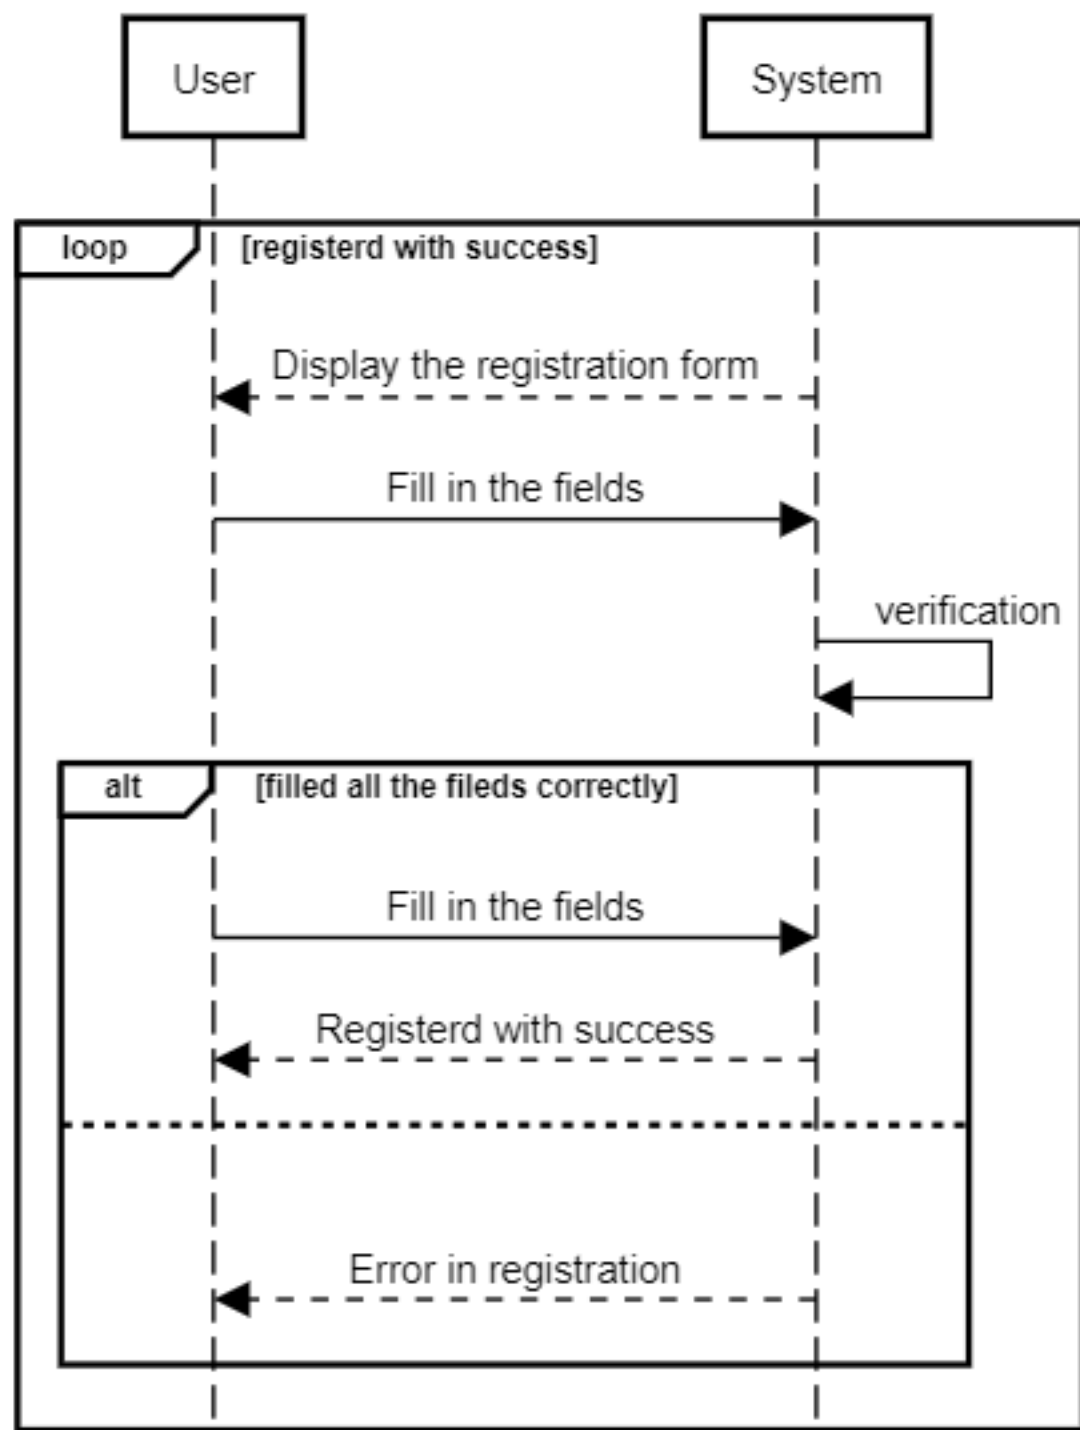 User
System
loop
[registerd with success]
Display the registration form
Fill in the fields
verification
alt
[filled all the fileds correctly]
Fill in the fields
Registerd with success
Error in registration